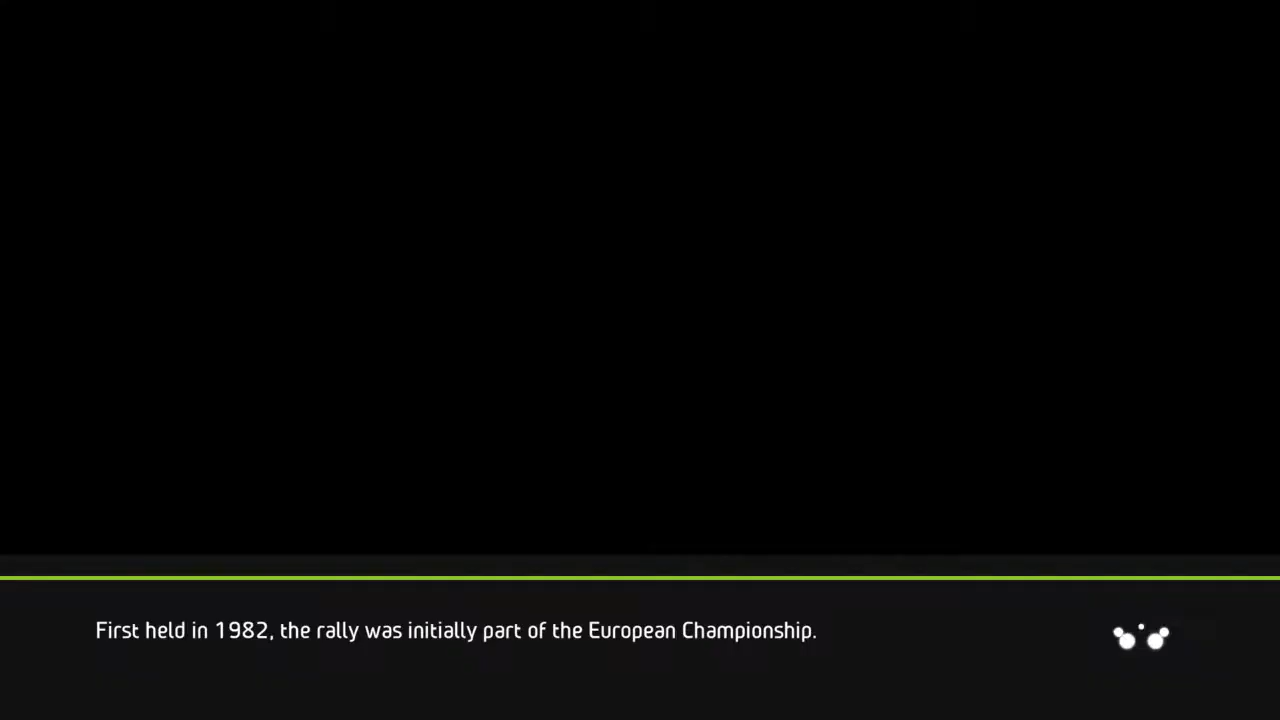 First held in 1982, the rally was initially part of the European Championship.